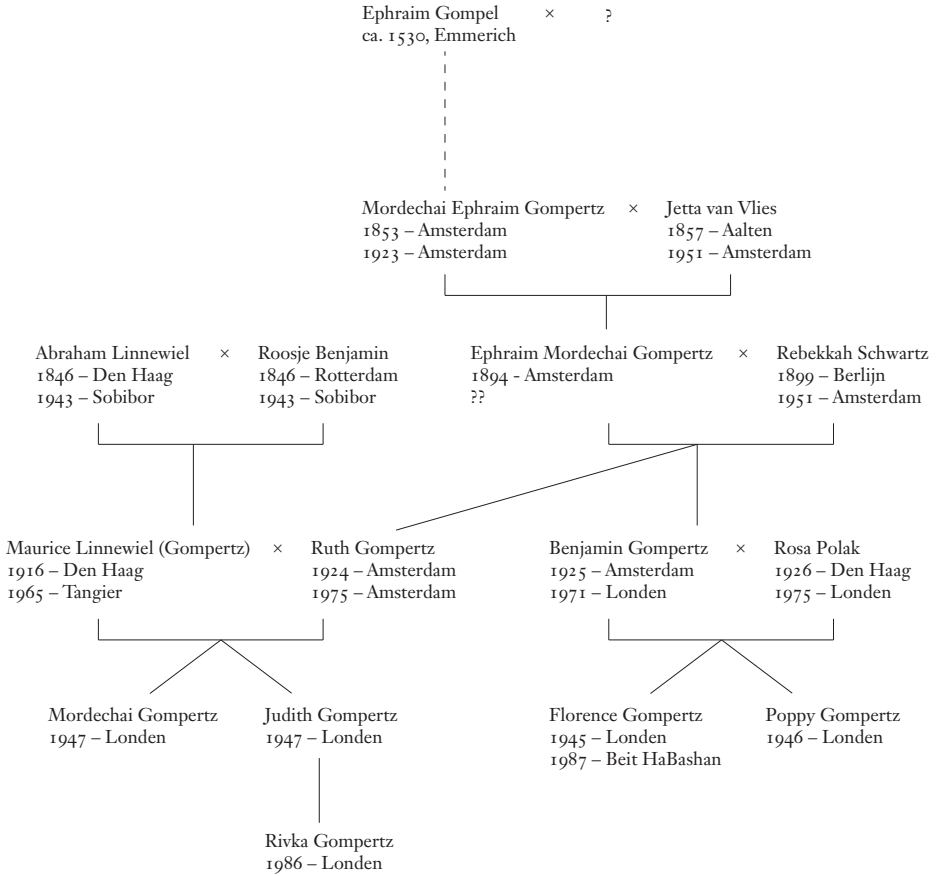 Ephraim Gompel × ?
ca. 1530, Emmerich
Mordechai Ephraim Gompertz × Jetta van Vlies
1853 – Amsterdam 1857 – Aalten
1923 – Amsterdam 1951 – Amsterdam
Abraham Linnewiel × Roosje Benjamin Ephraim Mordechai Gompertz × Rebekkah Schwartz
1846 – Den Haag 1846 – Rotterdam 1894 - Amsterdam 1899 – Berlijn
1943 – Sobibor 1943 – Sobibor ?? 1951 – Amsterdam
Maurice Linnewiel (Gompertz) × Ruth Gompertz Benjamin Gompertz × Rosa Polak
1916 – Den Haag 1924 – Amsterdam 1925 – Amsterdam 1926 – Den Haag
1965 – Tangier 1975 – Amsterdam 1971 – Londen 1975 – Londen
Mordechai Gompertz Judith Gompertz Florence Gompertz Poppy Gompertz
1947 – Londen 1947 – Londen 1945 – Londen 1946 – Londen
1987 – Beit HaBashan
Rivka Gompertz
1986 – Londen